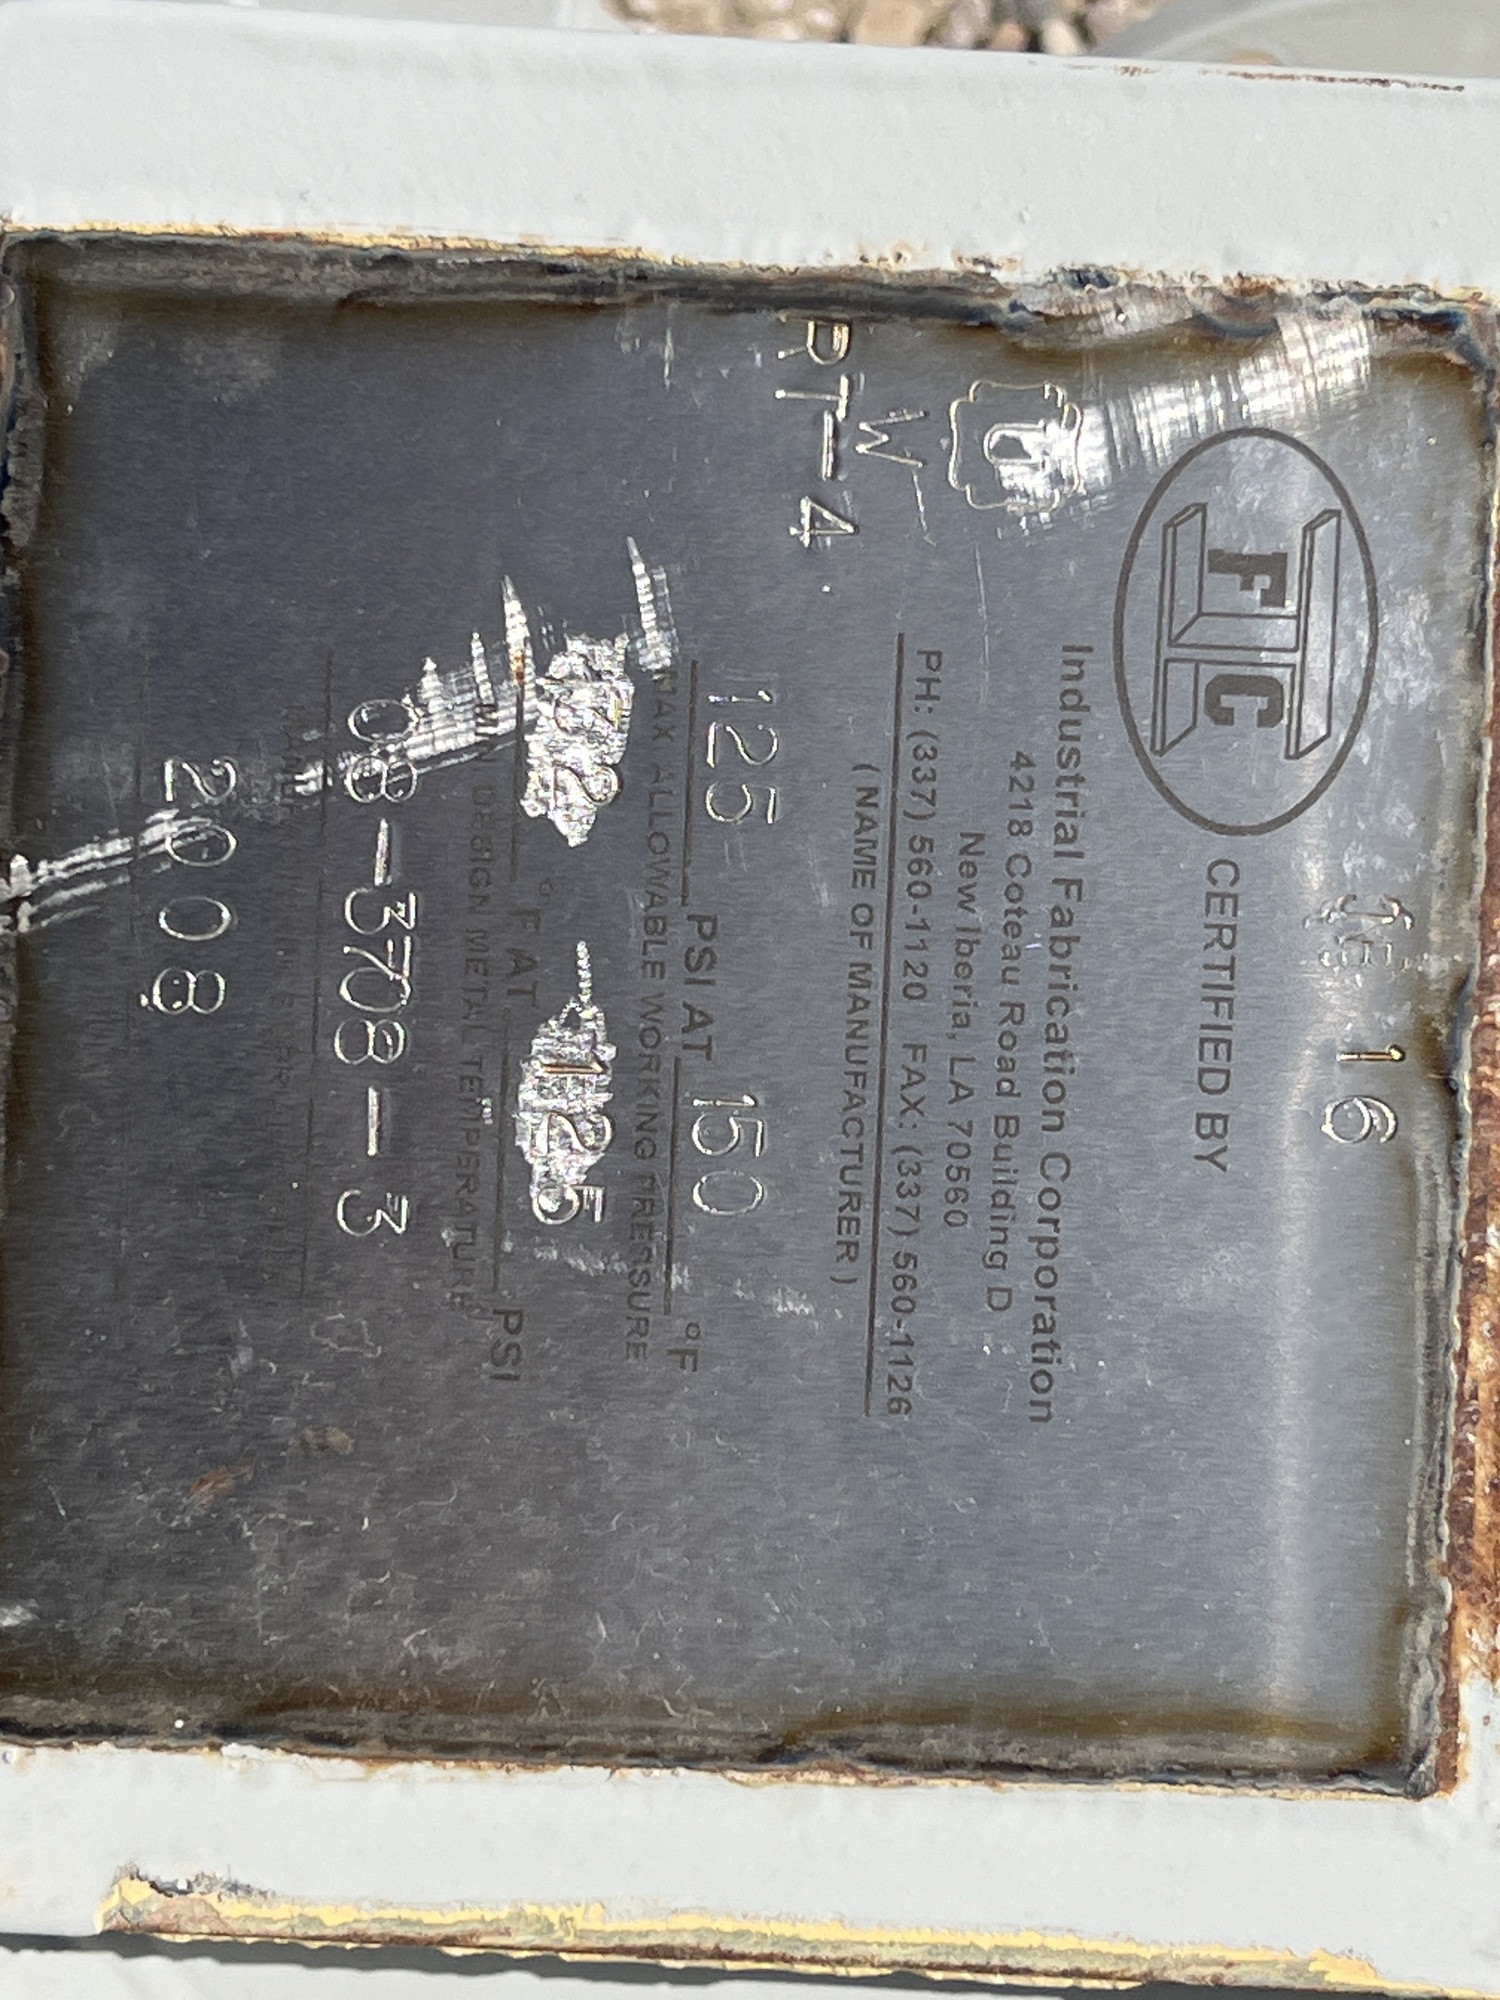 16
FIC
CERTIFIED BY
Industrial Fabrication Corporation
4218 Coteau Road Building D
New Iberia, LA 70560
PH: (337) 560-1120 FAX: (337) 560-1126
(NAME OF MANUFACTURER)
U
W
RT-4
125 PSI AT 150 °F
MAX ALLOWABLE WORKING PRESSURE
°F AT 125 PSI
MIN. DESIGN METAL TEMPERATURE
08-3708-3
2008